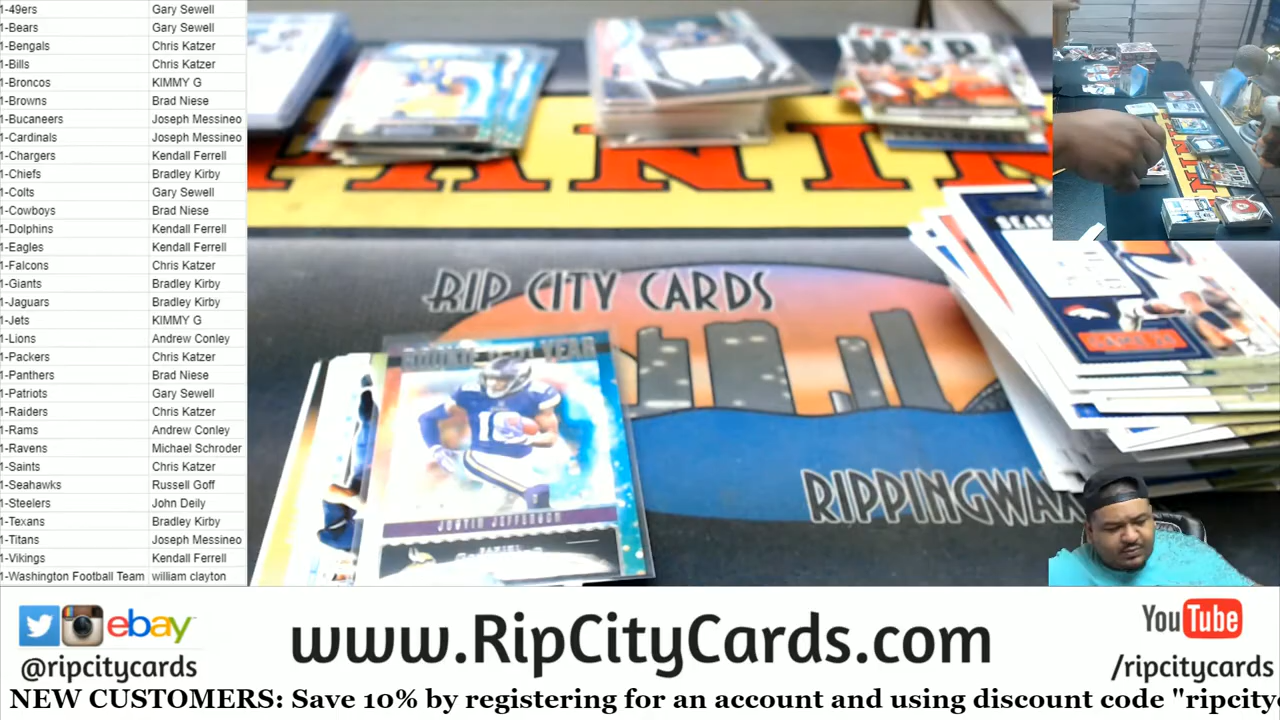 1-49ers Gary Sewell
1-Bears Gary Sewell
1-Bengals Chris Katzer
1-Bills Chris Katzer
1-Broncos KIMMY G
1-Browns Brad Niese
1-Bucaneers Joseph Messineo
1-Cardinals Joseph Messineo
1-Chargers Kendall Ferrell
1-Chiefs Bradley Kirby
1-Colts Gary Sewell
1-Cowboys Brad Niese
1-Dolphins Kendall Ferrell
1-Eagles Kendall Ferrell
1-Falcons Chris Katzer
1-Giants Bradley Kirby
1-Jaguars Bradley Kirby
1-Jets KIMMY G
1-Lions Andrew Conley
1-Packers Chris Katzer
1-Panthers Brad Niese
1-Patriots Gary Sewell
1-Raiders Chris Katzer
1-Rams Andrew Conley
1-Ravens Michael Schroder
1-Saints Chris Katzer
1-Seahawks Russell Goff
1-Steelers John Deily
1-Texans Bradley Kirby
1-Titans Joseph Messineo
1-Vikings Kendall Ferrell
1-Washington Football Team william clayton
MVP
PANINI
SEAS
RIP CITY CARDS
ROOKIE OF THE YEAR
18
JUSTIN JEFFERSON
RIPPINGWAX
ebay
@ripcitycards
www.RipCityCards.com
YouTube
/ripcitycards
NEW CUSTOMERS: Save 10% by registering for an account and using discount code "ripcity